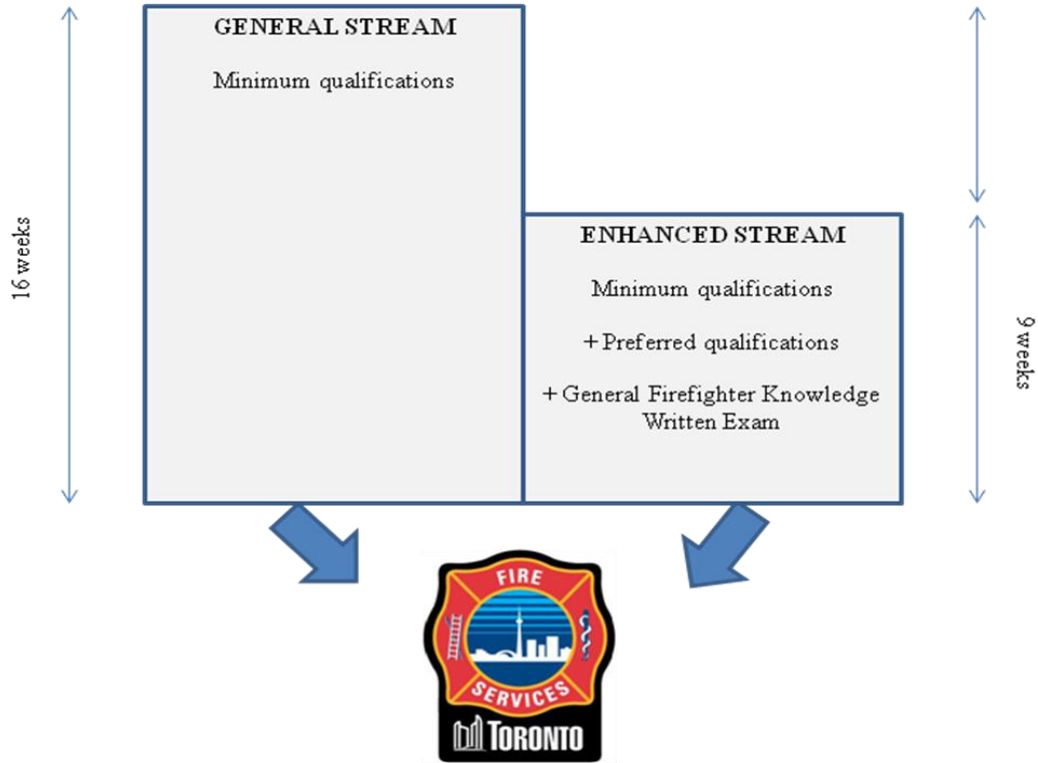 GENERAL STREAM
Minimum qualifications
16 weeks
ENHANCED STREAM
Minimum qualifications
+ Preferred qualifications
+ General Firefighter Knowledge
Written Exam
9 weeks
FIRE
SERVICES
TORONTO